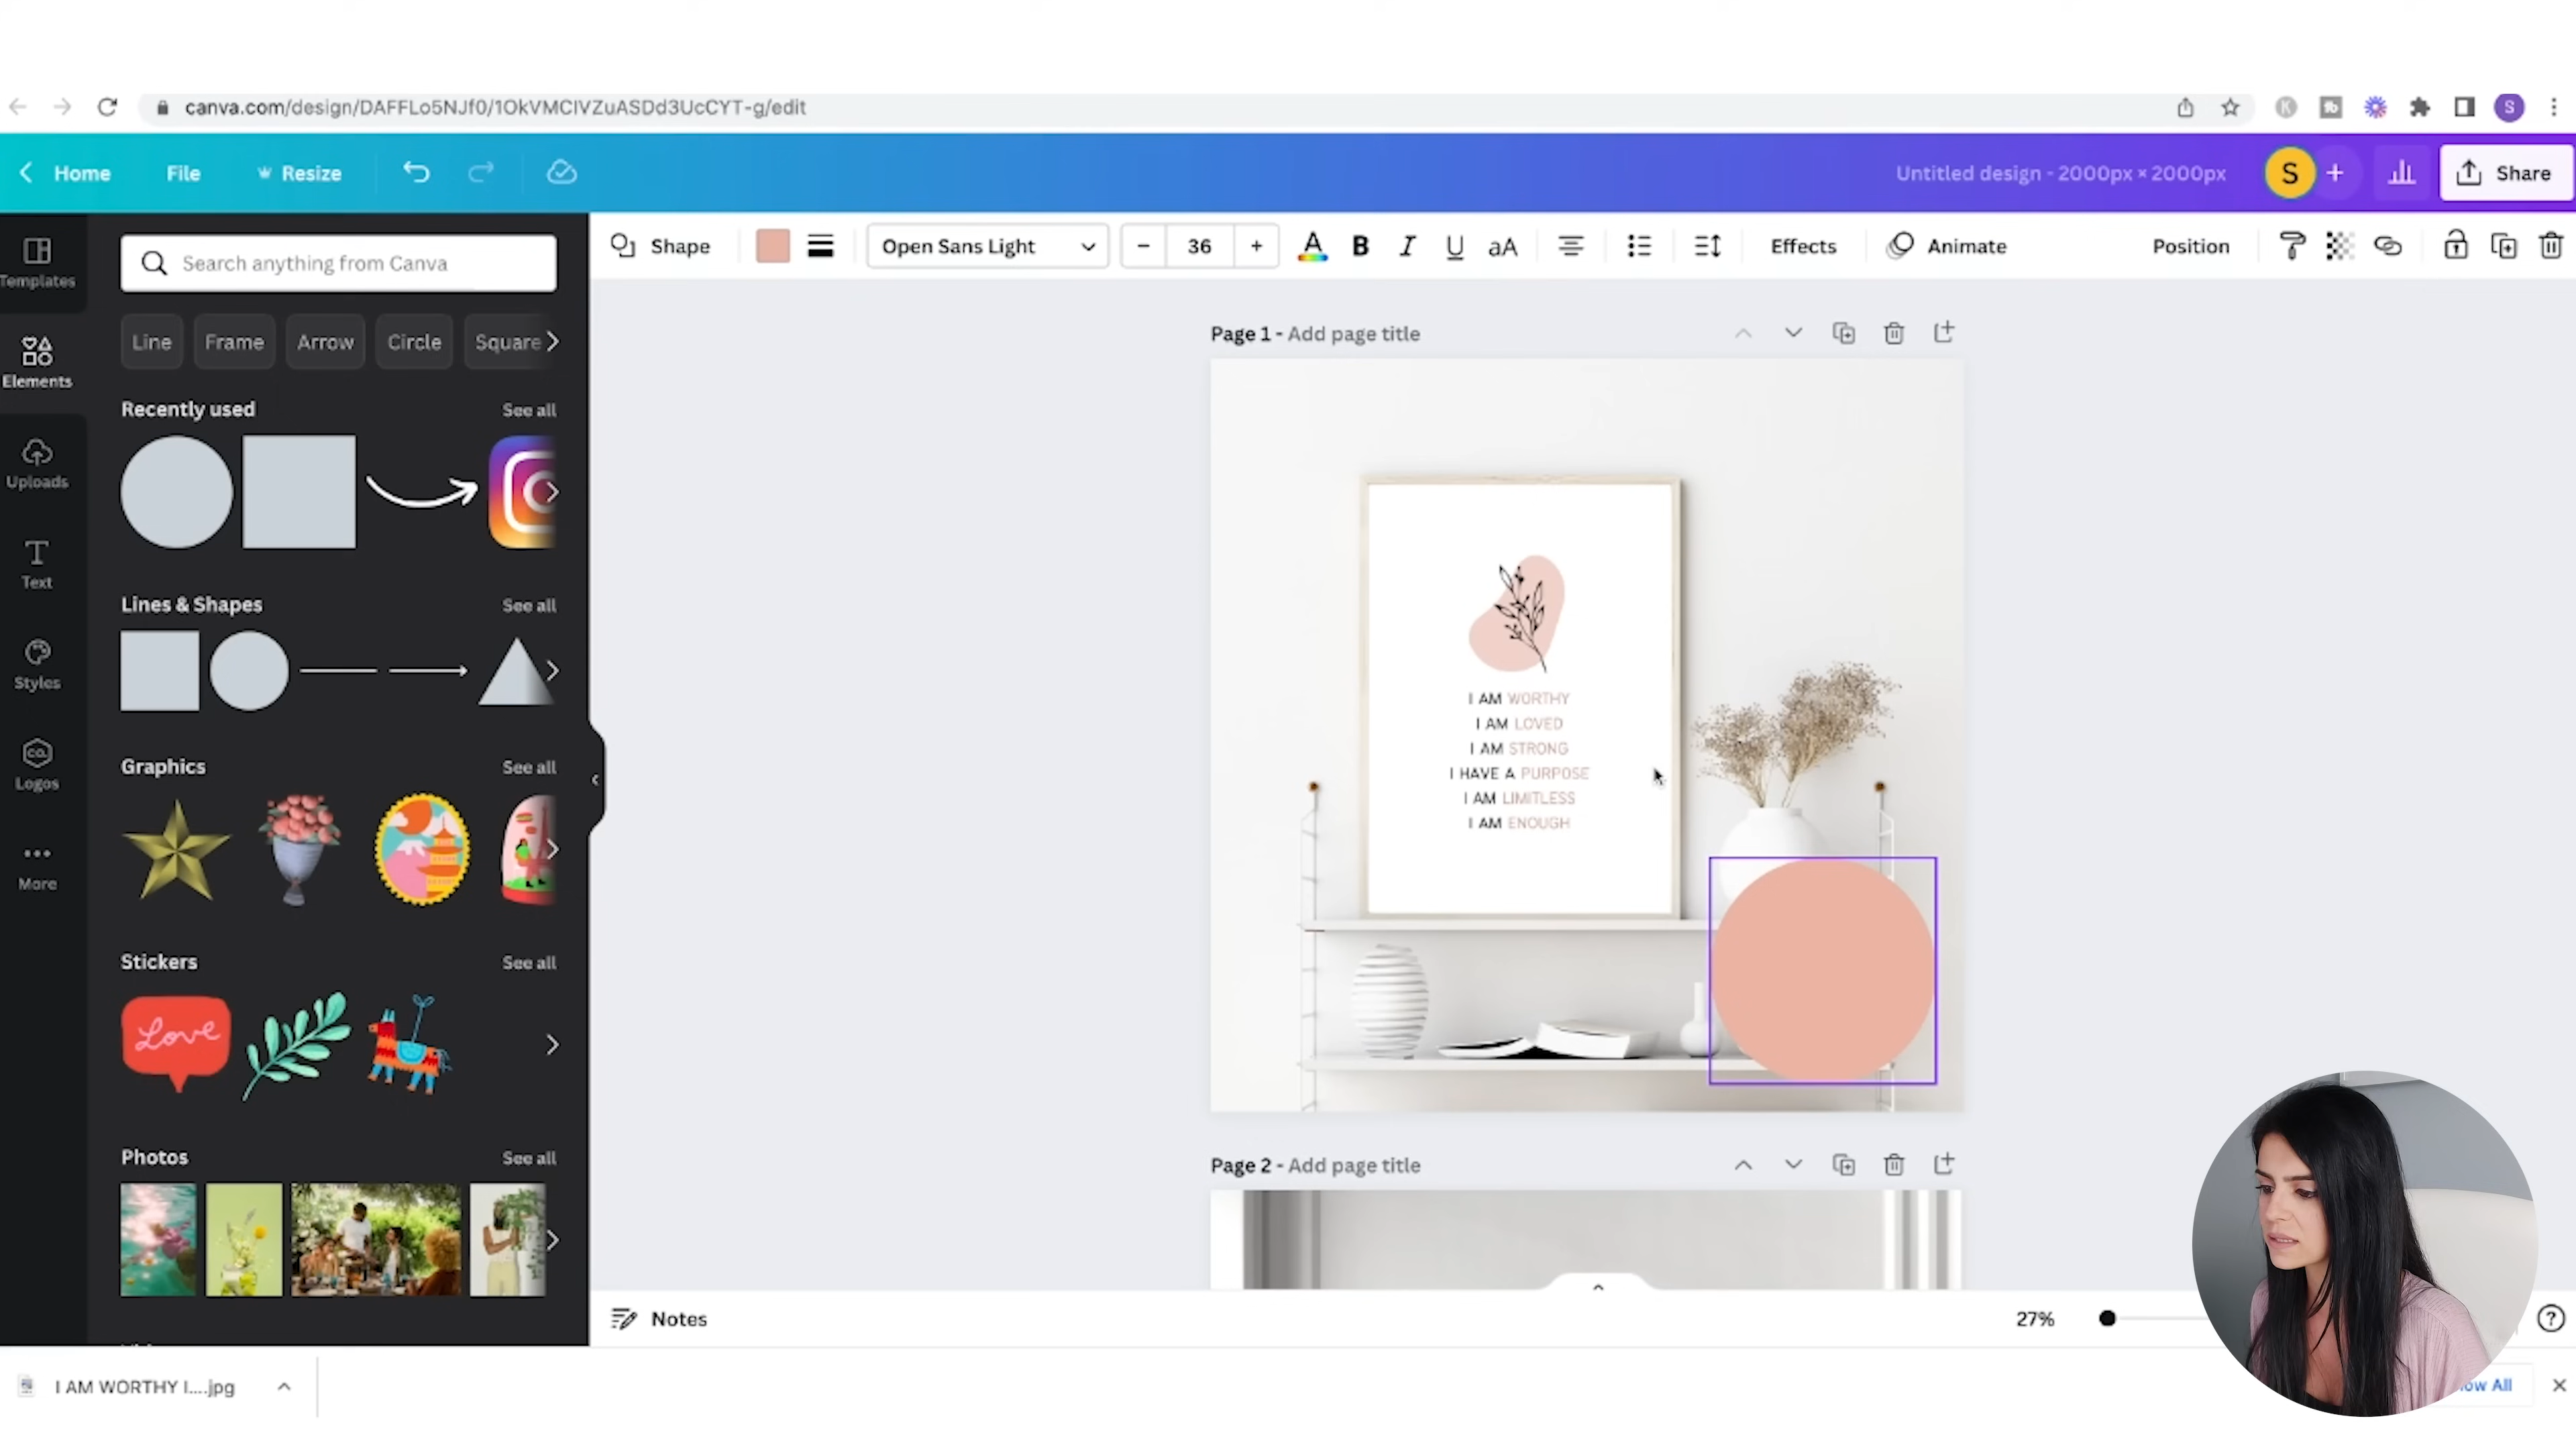 canva.com/design/DAFFLo5NJf0/1OkVMCIVZuASDd3UcCYT-g/edit
S
Home
File
Resize
Untitled design - 2000px × 2000px
S
+
Share
Templates
Elements
Uploads
Text
Styles
CO.
Logos
More
Search anything from Canva
Line
Frame
Arrow
Circle
Square
Recently used
See all
Lines & Shapes
See all
Graphics
See all
Stickers
See all
Love
Photos
See all
Shape
Open Sans Light
− 36 +
A
B
I
U
aA
Effects
Animate
Position
Page 1 - Add page title
I AM WORTHY
I AM LOVED
I AM STRONG
I HAVE A PURPOSE
I AM LIMITLESS
I AM ENOUGH
Page 2 - Add page title
Notes
27%
?
I AM WORTHY I....jpg
All